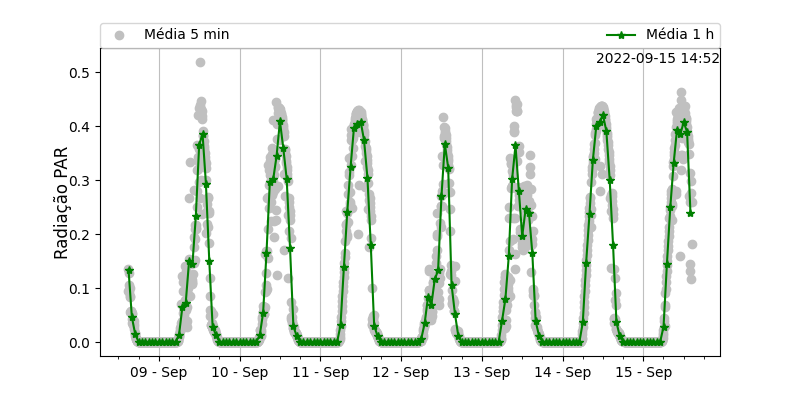 Média 5 min
Média 1 h
2022-09-15 14:52
Radiação PAR
0.5
0.4
0.3
0.2
0.1
0.0
09 - Sep
10 - Sep
11 - Sep
12 - Sep
13 - Sep
14 - Sep
15 - Sep